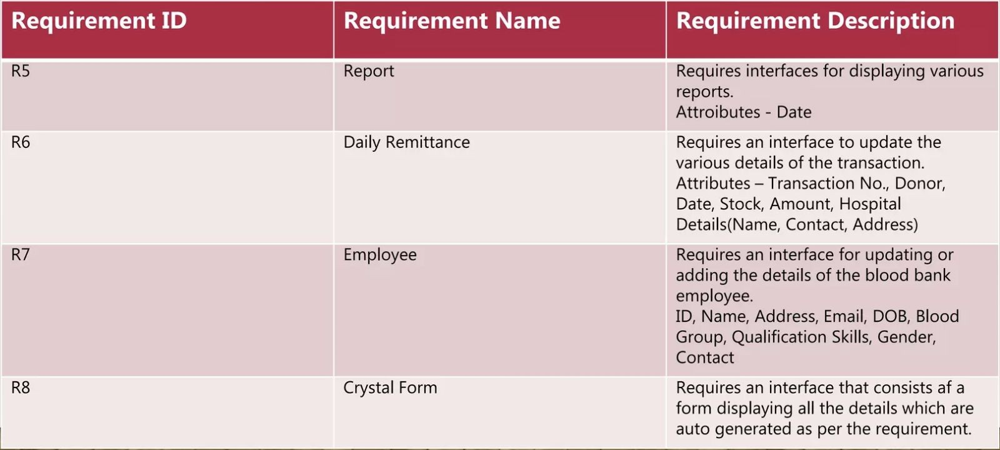 Requirement ID
Requirement Name
Requirement Description
R5
Report
Requires interfaces for displaying various
reports.
Attroibutes - Date
R6
Daily Remittance
Requires an interface to update the
various details of the transaction.
Attributes – Transaction No., Donor,
Date, Stock, Amount, Hospital
Details(Name, Contact, Address)
R7
Employee
Requires an interface for updating or
adding the details of the blood bank
employee.
ID, Name, Address, Email, DOB, Blood
Group, Qualification Skills, Gender,
Contact
R8
Crystal Form
Requires an interface that consists af a
form displaying all the details which are
auto generated as per the requirement.